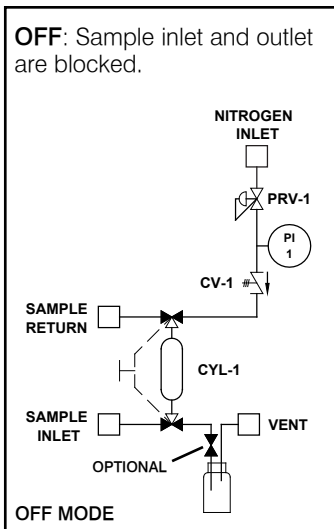 OFF: Sample inlet and outlet
are blocked.
NITROGEN
INLET
PRV-1
PI
1
CV-1
SAMPLE
RETURN
CYL-1
SAMPLE
INLET
VENT
OPTIONAL
OFF MODE